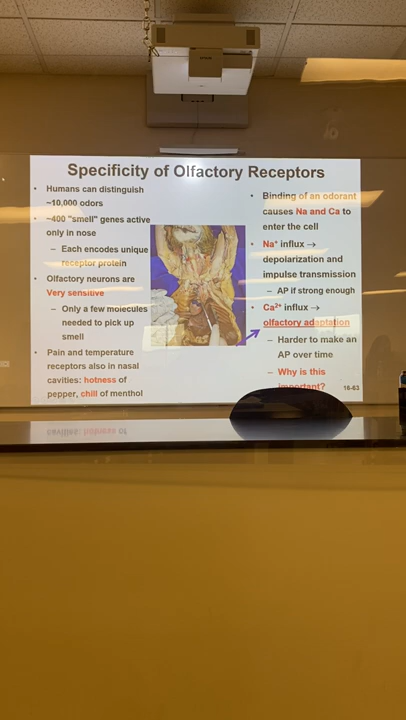 Specificity of Olfactory Receptors
• Humans can distinguish
~10,000 odors
• ~400 "smell" genes active
only in nose
– Each encodes unique
receptor protein
• Olfactory neurons are
Very sensitive
– Only a few molecules
needed to pick up
smell
• Pain and temperature
receptors also in nasal
cavities: hotness of
pepper, chill of menthol
• Binding of an odorant
causes Na and Ca to
enter the cell
• Na⁺ influx →
depolarization and
impulse transmission
– AP if strong enough
• Ca²⁺ influx →
olfactory adaptation
– Harder to make an
AP over time
– Why is this
important?
16-63